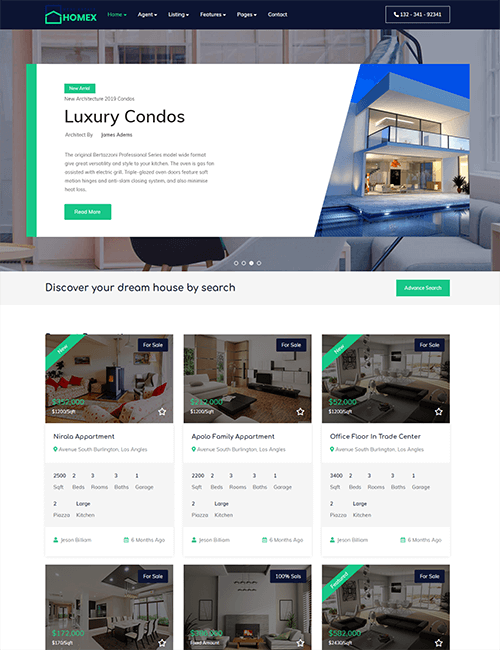 HOMEX
Home Agent Listing Features Pages Contact
132 - 341 - 92341
New Arrial
New Architecture 2019 Condos
Luxury Condos
Architect By James Adems
The original Bertazzoni Professional Series model wide format
give great versatility and style to your kitchen. The oven is gas fan
assisted with electric grill. Triple-glazed oven doors feature soft
motion hinges and anti-slam closing system, and also minimise
heat loss.
Read More
Discover your dream house by search
Advance Search
New
For Sale
$352,000
$1200/Sqft
Nirala Appartment
Avenue South Burlington, Los Angles
2500 2 3 3 1
Sqft Beds Rooms Baths Garage
2 Large
Piazza Kitchen
Jeson Billiam
6 Months Ago
For Sale
$212,000
$1200/Sqft
Apolo Family Appartment
Avenue South Burlington, Los Angles
2200 2 3 3 1
Sqft Beds Rooms Baths Garage
2 Large
Piazza Kitchen
Jeson Billiam
6 Months Ago
New
For Sale
$52,000
$1200/Sqft
Office Floor In Trade Center
Avenue South Burlington, Los Angles
3400 2 3 3 1
Sqft Beds Rooms Baths Garage
2 Large
Piazza Kitchen
Jeson Billiam
6 Months Ago
For Sale
$172,000
$170/Sqft
100% Sals
Fixed Amount
Featured
For Sale
$582,000
$2430/Sqft